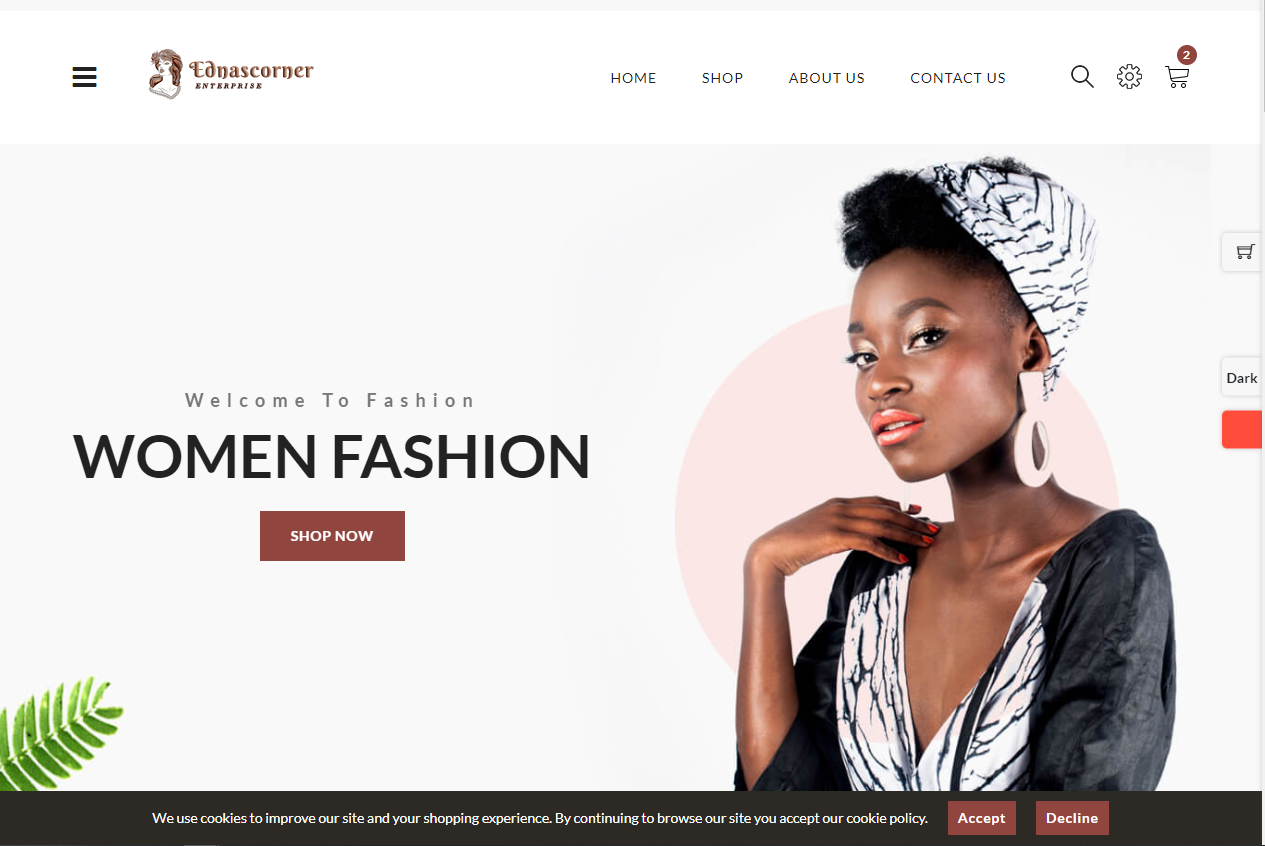 Ednascorner
ENTERPRISE
HOME SHOP ABOUT US CONTACT US
2
Dark
Welcome To Fashion
WOMEN FASHION
SHOP NOW
We use cookies to improve our site and your shopping experience. By continuing to browse our site you accept our cookie policy. Accept Decline